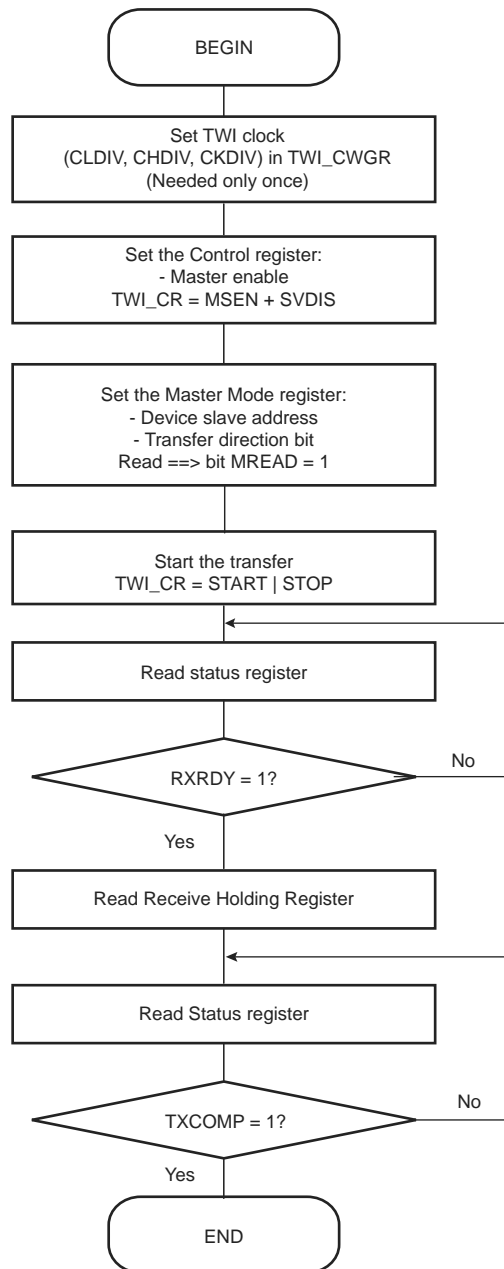 BEGIN
Set TWI clock
(CLDIV, CHDIV, CKDIV) in TWI_CWGR
(Needed only once)
Set the Control register:
- Master enable
TWI_CR = MSEN + SVDIS
Set the Master Mode register:
- Device slave address
- Transfer direction bit
Read ==> bit MREAD = 1
Start the transfer
TWI_CR = START | STOP
Read status register
RXRDY = 1?
No
Yes
Read Receive Holding Register
Read Status register
TXCOMP = 1?
No
Yes
END